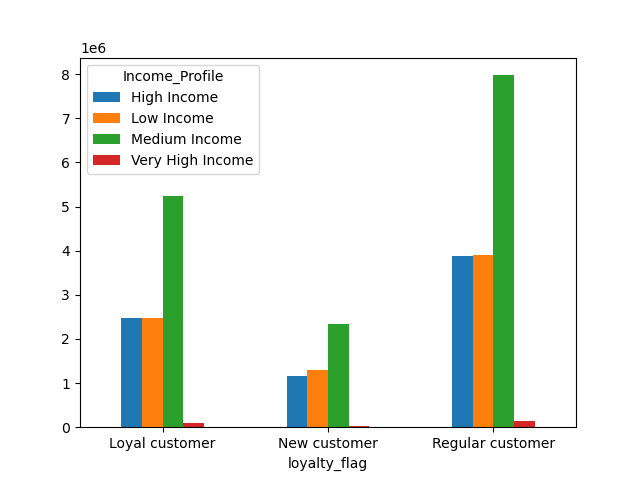 1e6
Income_Profile
High Income
Low Income
Medium Income
Very High Income
8
7
6
5
4
3
2
1
0
Loyal customer New customer Regular customer
loyalty_flag